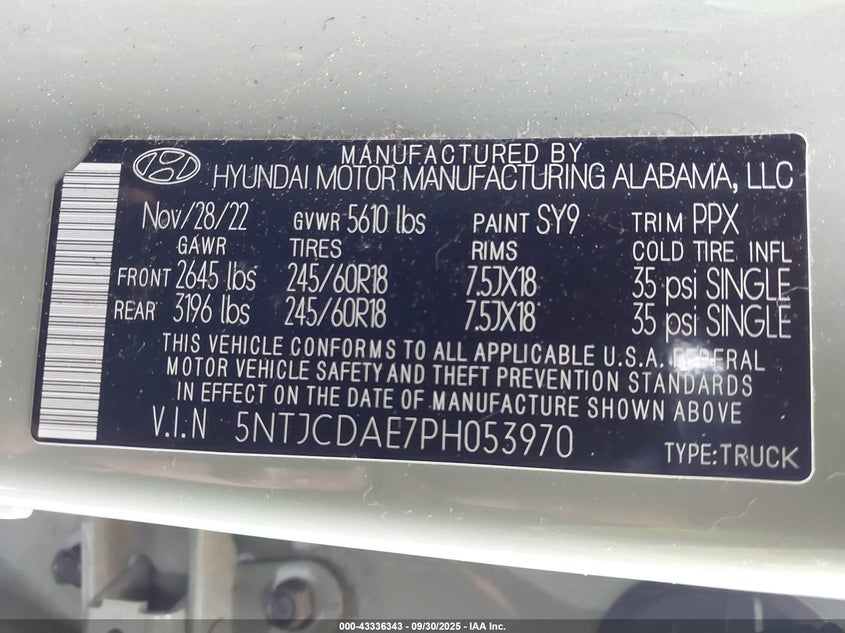 MANUFACTURED BY
HYUNDAI MOTOR MANUFACTURING ALABAMA, LLC
Nov/28/22 GVWR 5610 lbs PAINT SY9 TRIM PPX
GAWR TIRES RIMS COLD TIRE INFL
FRONT 2645 lbs 245/60R18 7.5JX18 35 psi SINGLE
REAR 3196 lbs 245/60R18 7.5JX18 35 psi SINGLE
THIS VEHICLE CONFORMS TO ALL APPLICABLE U.S.A. FEDERAL
MOTOR VEHICLE SAFETY AND THEFT PREVENTION STANDARDS
IN EFFECT ON THE DATE OF MANUFACTURE SHOWN ABOVE
V.I.N 5NTJCDAE7PH053970
TYPE:TRUCK
000-43336343 - 09/30/2025 - IAA Inc.